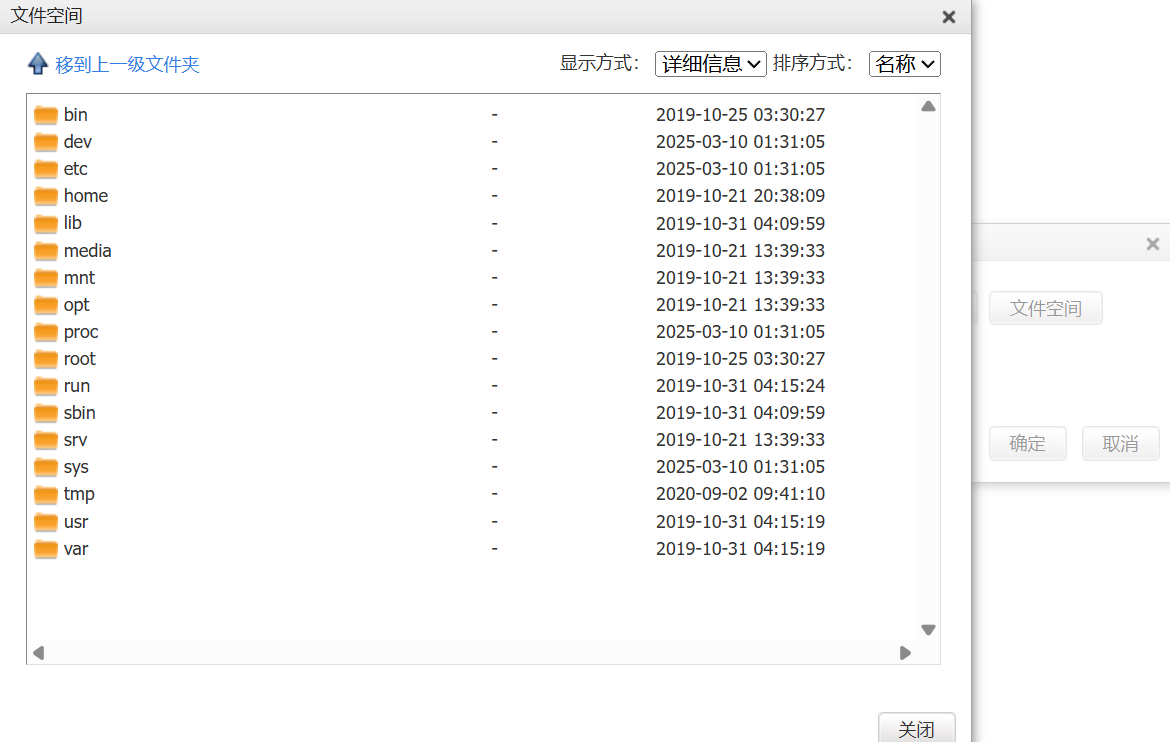 文件空间
移到上一级文件夹 显示方式： 详细信息 排序方式： 名称
bin - 2019-10-25 03:30:27
dev - 2025-03-10 01:31:05
etc - 2025-03-10 01:31:05
home - 2019-10-21 20:38:09
lib - 2019-10-31 04:09:59
media - 2019-10-21 13:39:33
mnt - 2019-10-21 13:39:33
opt - 2019-10-21 13:39:33
proc - 2025-03-10 01:31:05
root - 2019-10-25 03:30:27
run - 2019-10-31 04:15:24
sbin - 2019-10-31 04:09:59
srv - 2019-10-21 13:39:33
sys - 2025-03-10 01:31:05
tmp - 2020-09-02 09:41:10
usr - 2019-10-31 04:15:19
var - 2019-10-31 04:15:19
关闭
文件空间
确定 取消